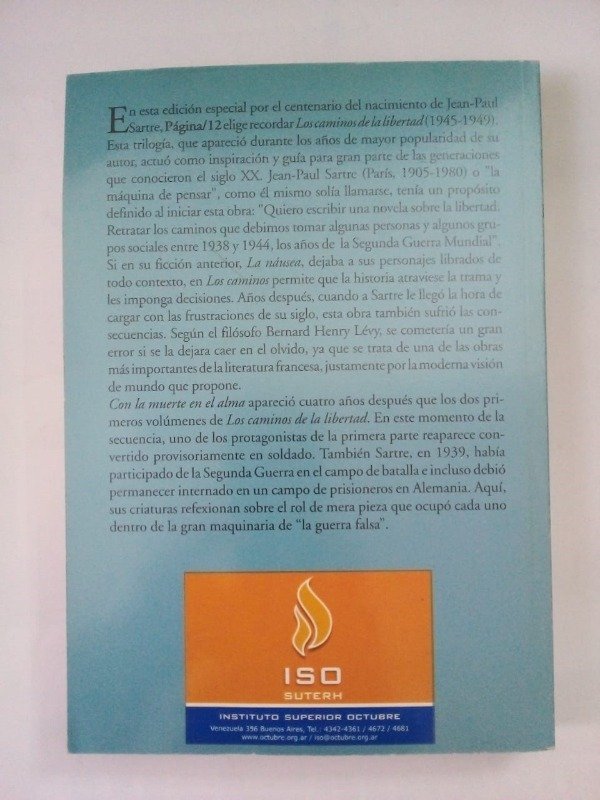 En esta edición especial por el centenario del nacimiento de Jean-Paul
Sartre, Página/12 elige recordar Los caminos de la libertad (1945-1949).
Esta trilogía, que apareció durante los años de mayor popularidad de su
autor, actuó como inspiración y guía para gran parte de las generaciones
que conocieron el siglo XX. Jean-Paul Sartre (París, 1905-1980) o "la
máquina de pensar", como él mismo solía llamarse, tenía un propósito
definido al iniciar esta obra: "Quiero escribir una novela sobre la libertad.
Retratar los caminos que debimos tomar algunas personas y algunos gru-
pos sociales entre 1938 y 1944, los años de la Segunda Guerra Mundial".
Si en su ficción anterior, La náusea, dejaba a sus personajes librados de
todo contexto, en Los caminos permite que la historia atraviese la trama y
les imponga decisiones. Años después, cuando a Sartre le llegó la hora de
cargar con las frustraciones de su siglo, esta obra también sufrió las con-
secuencias. Según el filósofo Bernard Henry Lévy, se cometería un gran
error si se la dejara caer en el olvido, ya que se trata de una de las obras
más importantes de la literatura francesa, justamente por la moderna visión
de mundo que propone.
Con la muerte en el alma apareció cuatro años después que los dos pri-
meros volúmenes de Los caminos de la libertad. En este momento de la
secuencia, uno de los protagonistas de la primera parte reaparece con-
vertido provisoriamente en soldado. También Sartre, en 1939, había
participado de la Segunda Guerra en el campo de batalla e incluso debió
permanecer internado en un campo de prisioneros en Alemania. Aquí,
sus criaturas refexionan sobre el rol de mera pieza que ocupó cada uno
dentro de la gran maquinaria de "la guerra falsa".
ISO
SUTERH
INSTITUTO SUPERIOR OCTUBRE
Venezuela 356 Buenos Aires, Tel.: 4342-4361 / 4672 / 4681
www.octubre.org.ar / iso@octubre.org.ar